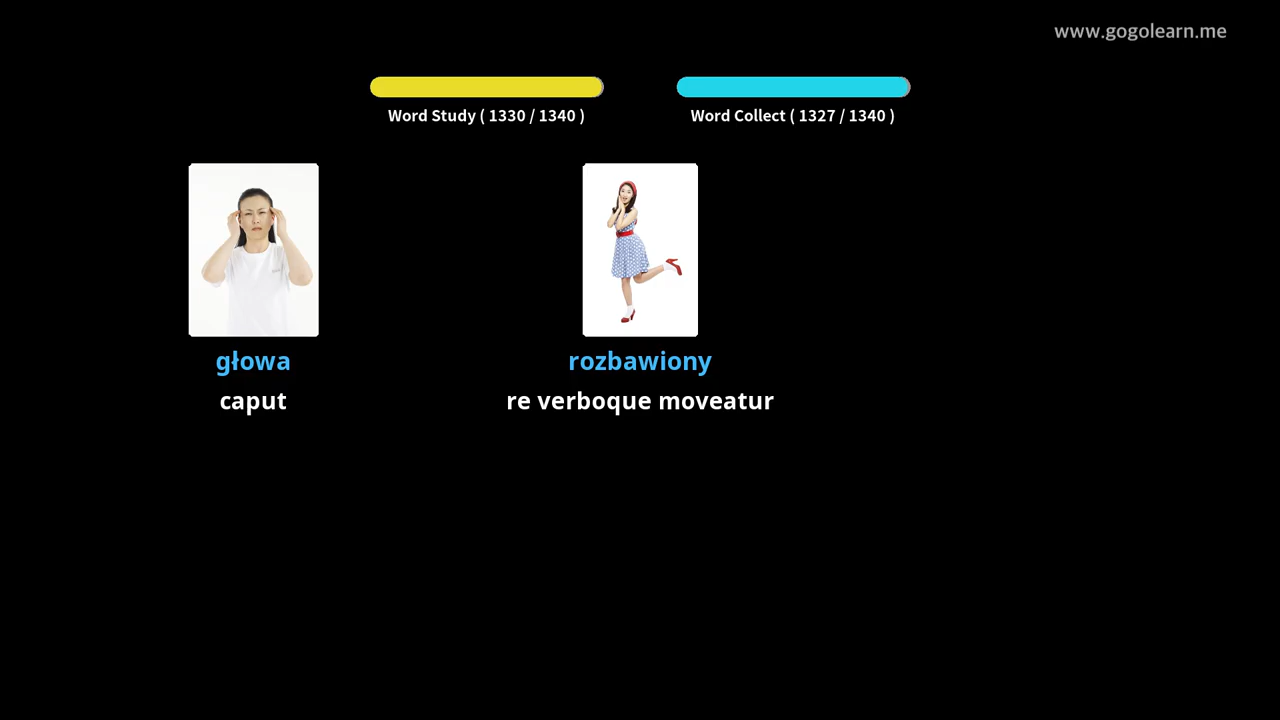 www.gogolearn.me
Word Study ( 1330 / 1340 )
Word Collect ( 1327 / 1340 )
głowa
caput
rozbawiony
re verboque moveatur